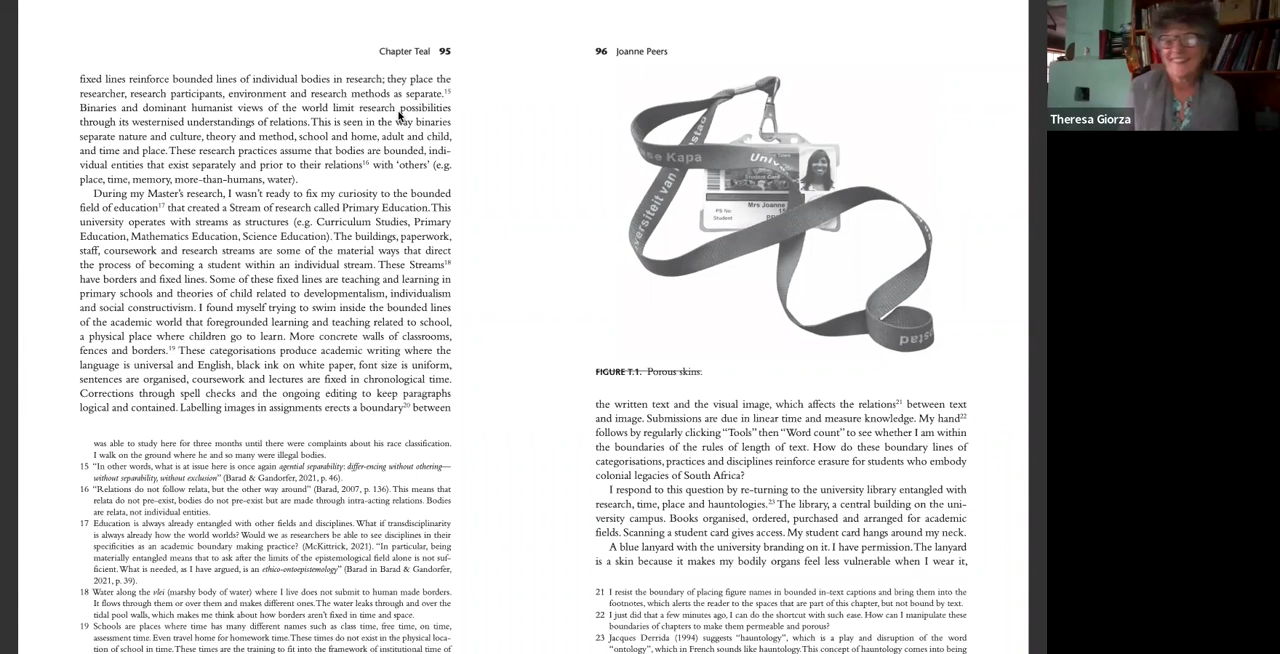 Chapter Teal 95
fixed lines reinforce bounded lines of individual bodies in research; they place the
researcher, research participants, environment and research methods as separate.15
Binaries and dominant humanist views of the world limit research possibilities
through its westernised understandings of relations. This is seen in the way binaries
separate nature and culture, theory and method, school and home, adult and child,
and time and place. These research practices assume that bodies are bounded, indi-
vidual entities that exist separately and prior to their relations16 with ‘others’ (e.g.
place, time, memory, more-than-humans, water).
During my Master’s research, I wasn’t ready to fix my curiosity to the bounded
field of education17 that created a Stream of research called Primary Education. This
university operates with streams as structures (e.g. Curriculum Studies, Primary
Education, Mathematics Education, Science Education). The buildings, paperwork,
staff, coursework and research streams are some of the material ways that direct
the process of becoming a student within an individual stream. These Streams18
have borders and fixed lines. Some of these fixed lines are teaching and learning in
primary schools and theories of child related to developmentalism, individualism
and social constructivism. I found myself trying to swim inside the bounded lines
of the academic world that foregrounded learning and teaching related to school,
a physical place where children go to learn. More concrete walls of classrooms,
fences and borders.19 These categorisations produce academic writing where the
language is universal and English, black ink on white paper, font size is uniform,
sentences are organised, coursework and lectures are fixed in chronological time.
Corrections through spell checks and the ongoing editing to keep paragraphs
logical and contained. Labelling images in assignments erects a boundary20 between
was able to study here for three months until there were complaints about his race classification.
I walk on the ground where he and so many were illegal bodies.
15 “In other words, what is at issue here is once again agential separability: differ-encing without othering—
without separability, without exclusion” (Barad & Gandorfer, 2021, p. 46).
16 “Relations do not follow relata, but the other way around” (Barad, 2007, p. 136). This means that
relata do not pre-exist, bodies do not pre-exist but are made through intra-acting relations. Bodies
are relata, not individual entities.
17 Education is always already entangled with other fields and disciplines. What if transdisciplinarity
is always already how the world worlds? Would we as researchers be able to see disciplines in their
specificities as an academic boundary making practice? (McKittrick, 2021). “In particular, being
materially entangled means that to ask after the limits of the epistemological field alone is not suf-
ficient. What is needed, as I have argued, is an ethico-ontoepistemology” (Barad in Barad & Gandorfer,
2021, p. 39).
18 Water along the vlei (marshy body of water) where I live does not submit to human made borders.
It flows through them or over them and makes different ones. The water leaks through and over the
tidal pool walls, which makes me think about how borders aren’t fixed in time and space.
19 Schools are places where time has many different names such as class time, free time, on time,
assessment time. Even travel home for homework time. These times do not exist in the physical loca-
tion of school in time. These times are the training to fit into the framework of institutional time of
96 Joanne Peers
se Kapa
Univ
Town
Student Card
Mrs Joanne
PS No
Student
versiteit van
stad
pets
FIGURE T.1. Porous skins.
the written text and the visual image, which affects the relations21 between text
and image. Submissions are due in linear time and measure knowledge. My hand22
follows by regularly clicking “Tools” then “Word count” to see whether I am within
the boundaries of the rules of length of text. How do these boundary lines of
categorisations, practices and disciplines reinforce erasure for students who embody
colonial legacies of South Africa?
I respond to this question by re-turning to the university library entangled with
research, time, place and hauntologies.23 The library, a central building on the uni-
versity campus. Books organised, ordered, purchased and arranged for academic
fields. Scanning a student card gives access. My student card hangs around my neck.
A blue lanyard with the university branding on it. I have permission. The lanyard
is a skin because it makes my bodily organs feel less vulnerable when I wear it,
21 I resist the boundary of placing figure names in bounded in-text captions and bring them into the
footnotes, which alerts the reader to the spaces that are part of this chapter, but not bound by text.
22 I just did that a few minutes ago, I can do the shortcut with such ease. How can I manipulate these
boundaries of chapters to make them permeable and porous?
23 Jacques Derrida (1994) suggests “hauntology”, which is a play and disruption of the word
“ontology”, which in French sounds like hauntology. This concept of hauntology comes into being
Theresa Giorza